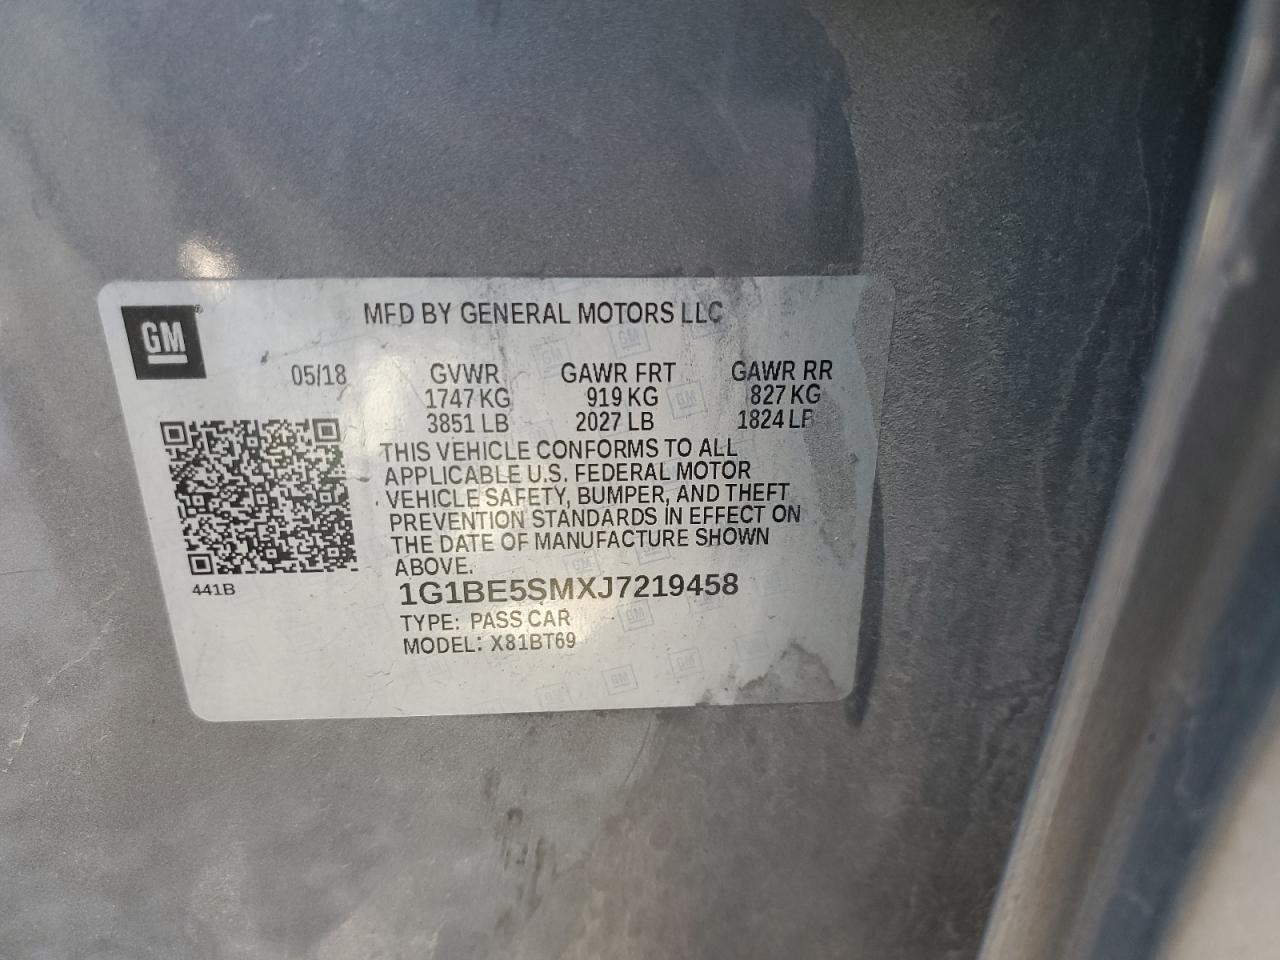 GM
MFD BY GENERAL MOTORS LLC
05/18 GVWR GAWR FRT GAWR RR
1747 KG 919 KG 827 KG
3851 LB 2027 LB 1824 LB
THIS VEHICLE CONFORMS TO ALL
APPLICABLE U.S. FEDERAL MOTOR
VEHICLE SAFETY, BUMPER, AND THEFT
PREVENTION STANDARDS IN EFFECT ON
THE DATE OF MANUFACTURE SHOWN
ABOVE.
441B
1G1BE5SMXJ7219458
TYPE: PASS CAR
MODEL: X81BT69